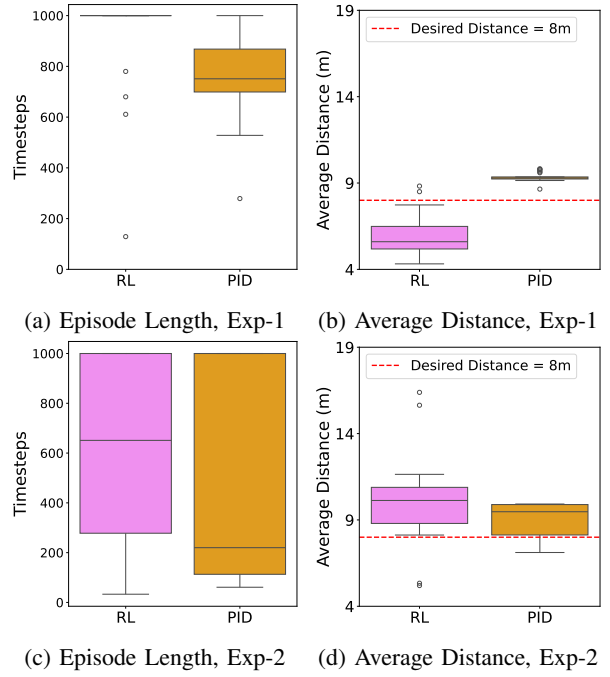 1000
800
600
400
200
0
Timesteps
RL
PID
19
14
9
4
Average Distance (m)
Desired Distance = 8m
RL
PID
(a) Episode Length, Exp-1
(b) Average Distance, Exp-1
1000
800
600
400
200
0
Timesteps
RL
PID
19
14
9
4
Average Distance (m)
Desired Distance = 8m
RL
PID
(c) Episode Length, Exp-2
(d) Average Distance, Exp-2